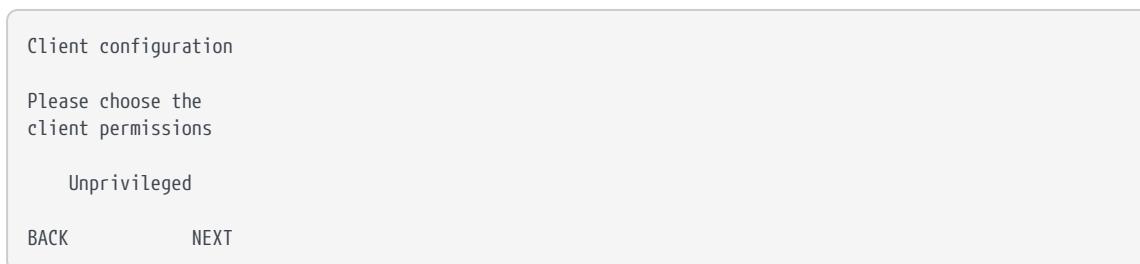 Client configuration
Please choose the
client permissions
Unprivileged
BACK NEXT